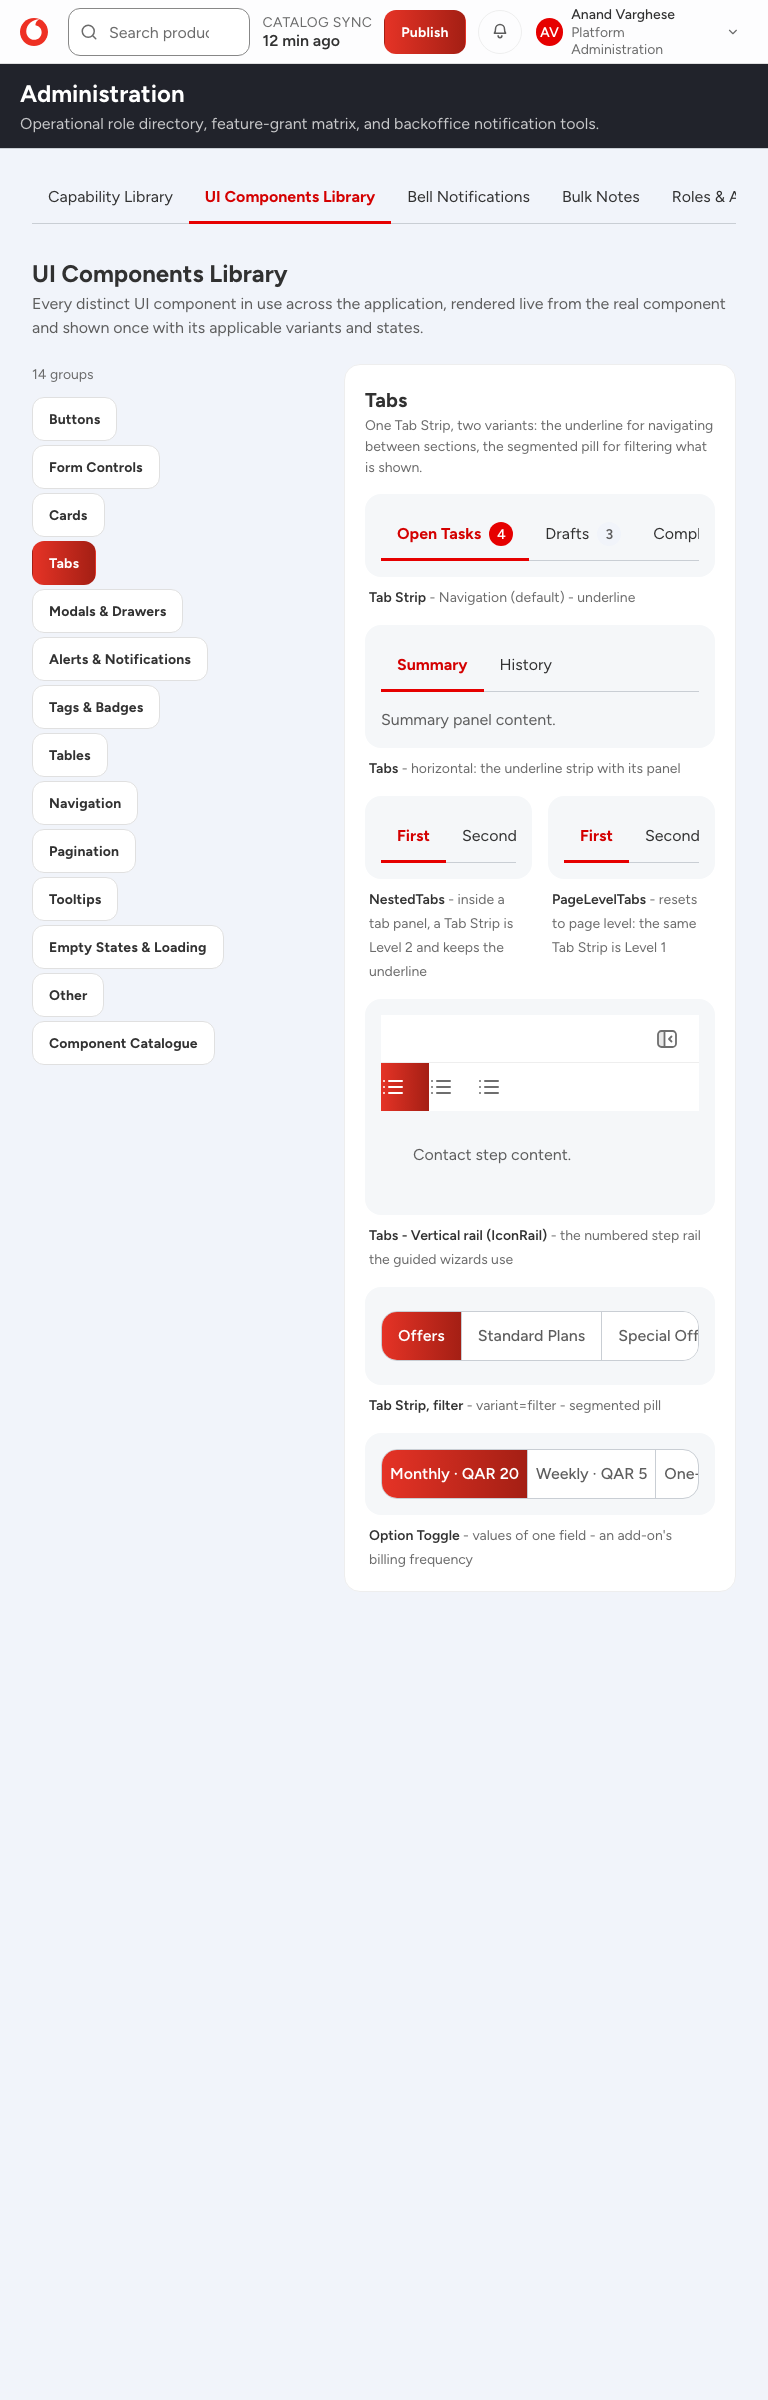 Search produc
CATALOG SYNC
12 min ago
Publish
AV
Anand Varghese
Platform
Administration
Administration
Operational role directory, feature-grant matrix, and backoffice notification tools.
Capability Library
UI Components Library
Bell Notifications
Bulk Notes
Roles & A
UI Components Library
Every distinct UI component in use across the application, rendered live from the real component
and shown once with its applicable variants and states.
14 groups
Buttons
Form Controls
Cards
Tabs
Modals & Drawers
Alerts & Notifications
Tags & Badges
Tables
Navigation
Pagination
Tooltips
Empty States & Loading
Other
Component Catalogue
Tabs
One Tab Strip, two variants: the underline for navigating
between sections, the segmented pill for filtering what
is shown.
Open Tasks 4
Drafts 3
Compl
Tab Strip - Navigation (default) - underline
Summary
History
Summary panel content.
Tabs - horizontal: the underline strip with its panel
First
Second
NestedTabs - inside a
tab panel, a Tab Strip is
Level 2 and keeps the
underline
First
Second
PageLevelTabs - resets
to page level: the same
Tab Strip is Level 1
Contact step content.
Tabs - Vertical rail (IconRail) - the numbered step rail
the guided wizards use
Offers
Standard Plans
Special Off
Tab Strip, filter - variant=filter - segmented pill
Monthly · QAR 20
Weekly · QAR 5
One-
Option Toggle - values of one field - an add-on's
billing frequency